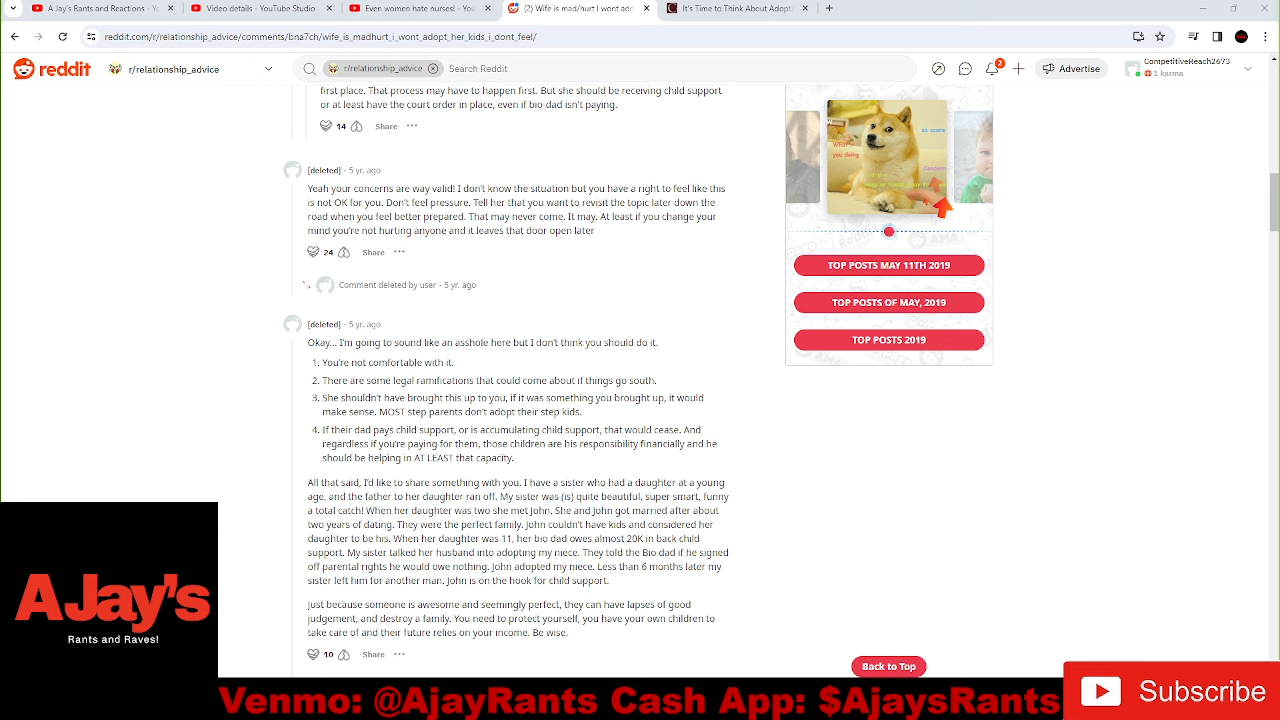 A Jay's Rants and Reactions - Yo
Video details - YouTube Studio
Even women hate nurses! - You
(2) Wife is mad/hurt I wont ado
It's Time to Think About Adopti
reddit.com/r/relationship_advice/comments/bna7ch/wife_is_madhurt_i_wont_adopt_her_kids_i_dont_feel/
reddit
r/relationship_advice
r/relationship_advice
Search Reddit
2
Advertise
CompetitiveReach2673
1 karma
first place. That process may have to happen first. But she should be receiving child support
or at least have the court order in place, even if bio-dad isn't paying.
14 Share
[deleted] · 5 yr. ago
Yeah your concerns are way valid! I don't know the situation but you have a right to feel like this
is not OK for you. Don't feel pressure. Tell her that you want to revisit the topic later down the
road when you feel better prepared. That may never come. It may. At least if you change your
mind you're not hurting anyone and it leaves that door open later
24 Share
Comment deleted by user · 5 yr. ago
[deleted] · 5 yr. ago
Okay... I'm going to sound like an asshole here but I don't think you should do it.
1. You're not comfortable with it.
2. There are some legal ramifications that could come about if things go south.
3. She shouldn't have brought this up to you, if it was something you brought up, it would
make sense. MOST step parents don't adopt their step kids.
4. If their dad pays child support, or is accumulating child support, that would cease. And
regardless if you're paying for them, those children are his responsibility financially and he
should be helping in AT LEAST that capacity.
All that said, I'd like to share something with you. I have a sister who had a daughter at a young
age, and the father to her daughter ran off. My sister was (is) quite beautiful, super smart, funny
a total catch! When her daughter was two she met John. She and John got married after about
two years of dating. They were the perfect family. John couldn't have kids and considered her
daughter to be his. When her daughter was 11, her bio dad owes almost 20K in back child
support. My sister talked her husband into adopting my niece. They told the Bio dad if he signed
off parental rights he would owe nothing. John adopted my niece. Less than 6 months later my
sister left him for another man. John is on the hook for child support.
Just because someone is awesome and seemingly perfect, they can have lapses of good
judgement, and destroy a family. You need to protect yourself, you have your own children to
take care of and their future relies on your income. Be wise.
10 Share
so scare
what r
you doing
TOP POSTS MAY 11TH 2019
TOP POSTS OF MAY, 2019
TOP POSTS 2019
Back to Top
A Jay's
Rants and Raves!
Venmo: @AjayRants Cash App: $AjaysRants
Subscribe